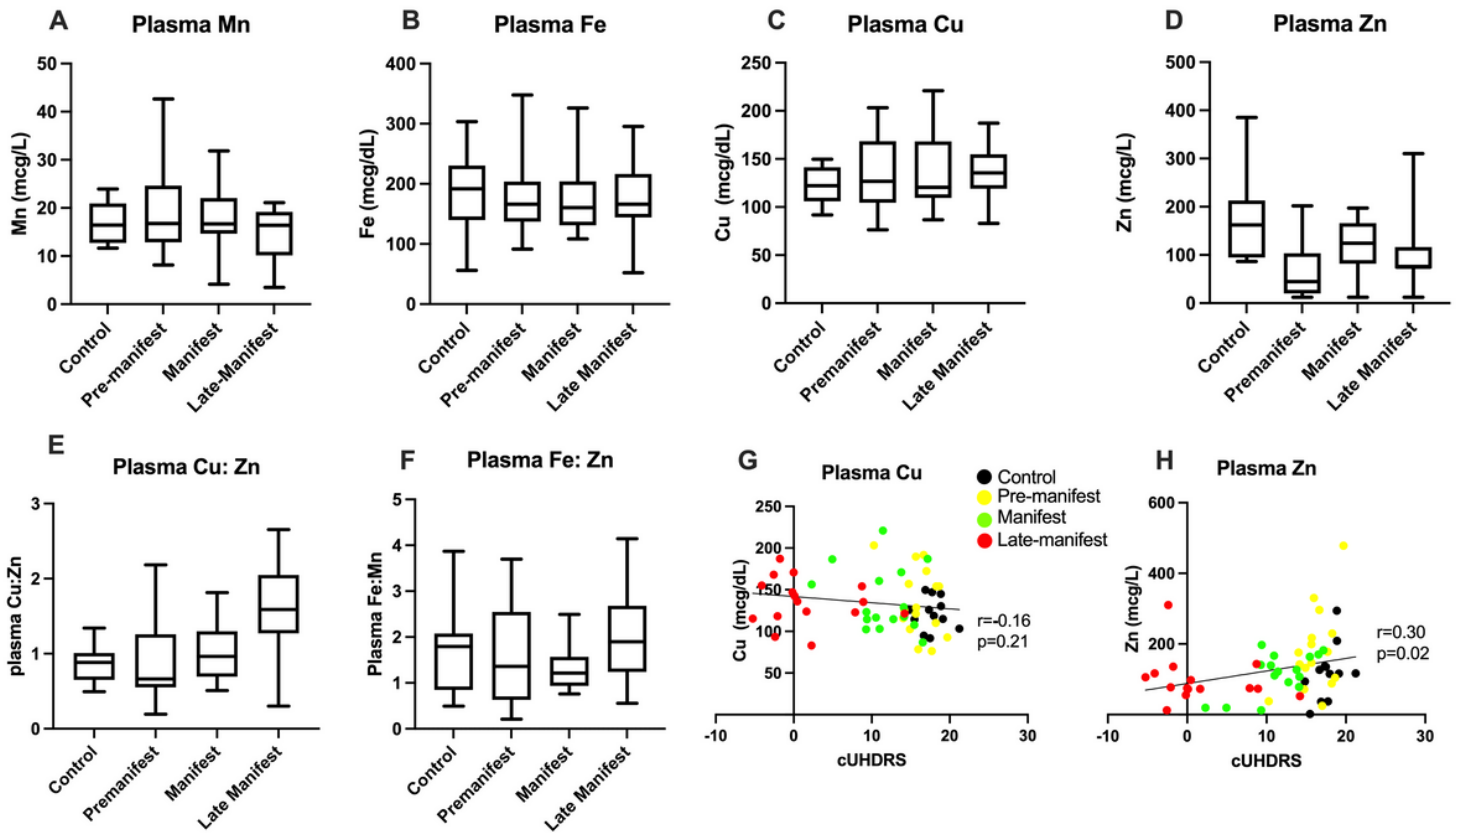 A
Plasma Mn
Mn (mcg/L)
50
40
30
20
10
0
Control
Pre-manifest
Manifest
Late-Manifest
B
Plasma Fe
Fe (mcg/dL)
400
300
200
100
0
Control
Pre-manifest
Manifest
Late Manifest
C
Plasma Cu
Cu (mcg/dL)
250
200
150
100
50
0
Control
Premanifest
Manifest
Late Manifest
D
Plasma Zn
Zn (mcg/L)
500
400
300
200
100
0
Control
Premanifest
Manifest
Late Manifest
E
Plasma Cu: Zn
plasma Cu:Zn
3
2
1
0
Control
Premanifest
Manifest
Late Manifest
F
Plasma Fe: Zn
Plasma Fe:Mn
5
4
3
2
1
0
Control
Premanifest
Manifest
Late Manifest
G
Plasma Cu
Cu (mcg/dL)
250
200
150
100
50
-10
0
10
20
30
cUHDRS
r=-0.16
p=0.21
Control
Pre-manifest
Manifest
Late-manifest
H
Plasma Zn
Zn (mcg/L)
600
400
200
-10
0
10
20
30
cUHDRS
r=0.30
p=0.02